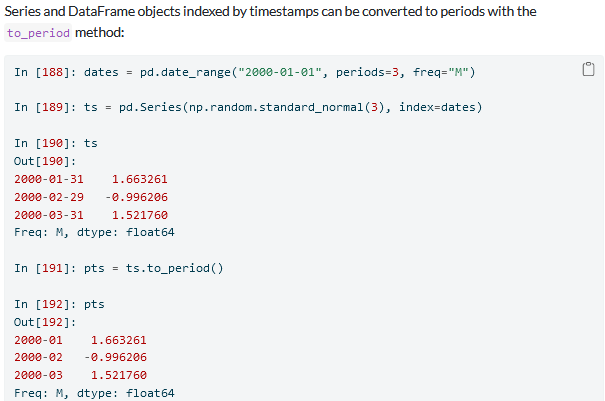 Series and DataFrame objects indexed by timestamps can be converted to periods with the
to_period method:
In [188]: dates = pd.date_range("2000-01-01", periods=3, freq="M")
In [189]: ts = pd.Series(np.random.standard_normal(3), index=dates)
In [190]: ts
Out[190]:
2000-01-31    1.663261
2000-02-29   -0.996206
2000-03-31    1.521760
Freq: M, dtype: float64
In [191]: pts = ts.to_period()
In [192]: pts
Out[192]:
2000-01    1.663261
2000-02   -0.996206
2000-03    1.521760
Freq: M, dtype: float64